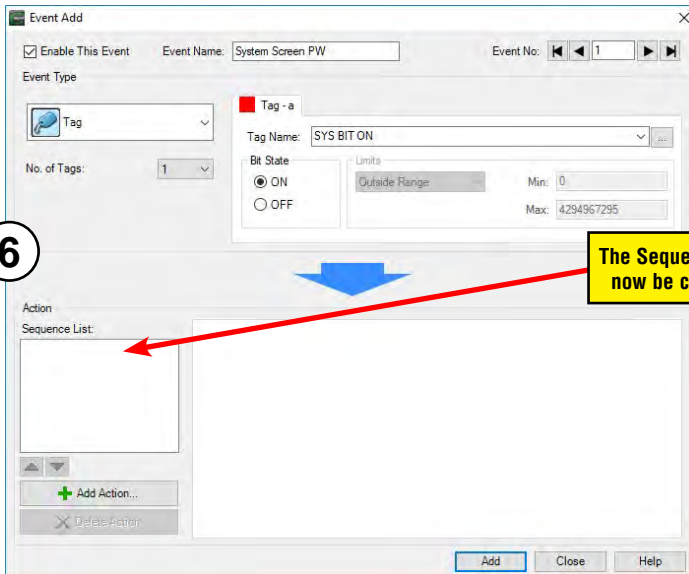 Event Add
Enable This Event Event Name: System Screen PW Event No: 1
Event Type
Tag
Tag - a
Tag Name: SYS BIT ON ...
No. of Tags: 1
Bit State
Limits
ON
Outside Range
Min: 0
OFF
Max: 4294967295
6
The
now be
Action
Sequence List:
Add Action...
Delete Action
Add Close Help